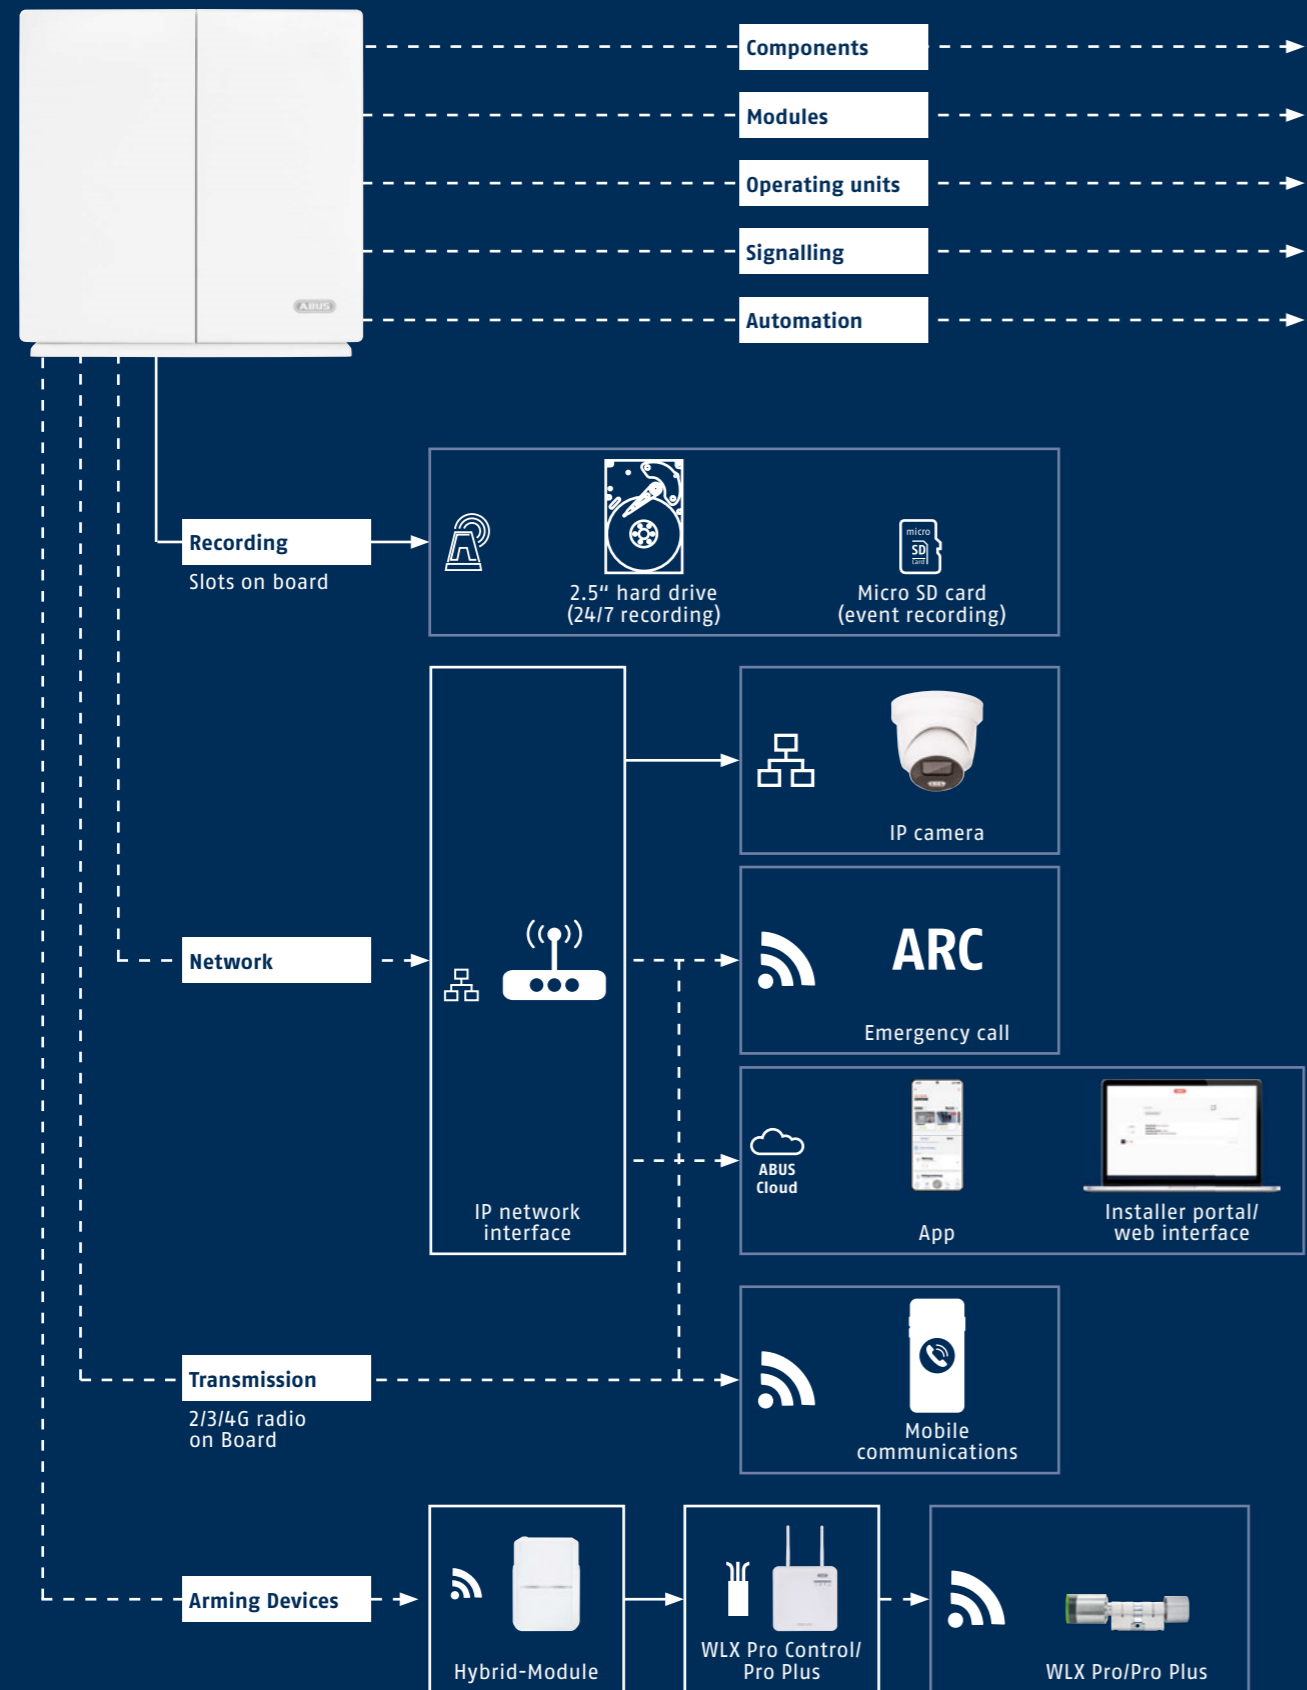 Components
Modules
Operating units
Signalling
ABUS
Automation
Recording
Slots on board
2.5“ hard drive
(24/7 recording)
micro
SD
Card
Micro SD card
(event recording)
IP camera
Network
ARC
Emergency call
ABUS
Cloud
IP network
interface
App
Installer portal/
web interface
Transmission
2/3/4G radio
on Board
Mobile
communications
Arming Devices
Hybrid-Module
WLX Pro Control/
Pro Plus
WLX Pro/Pro Plus